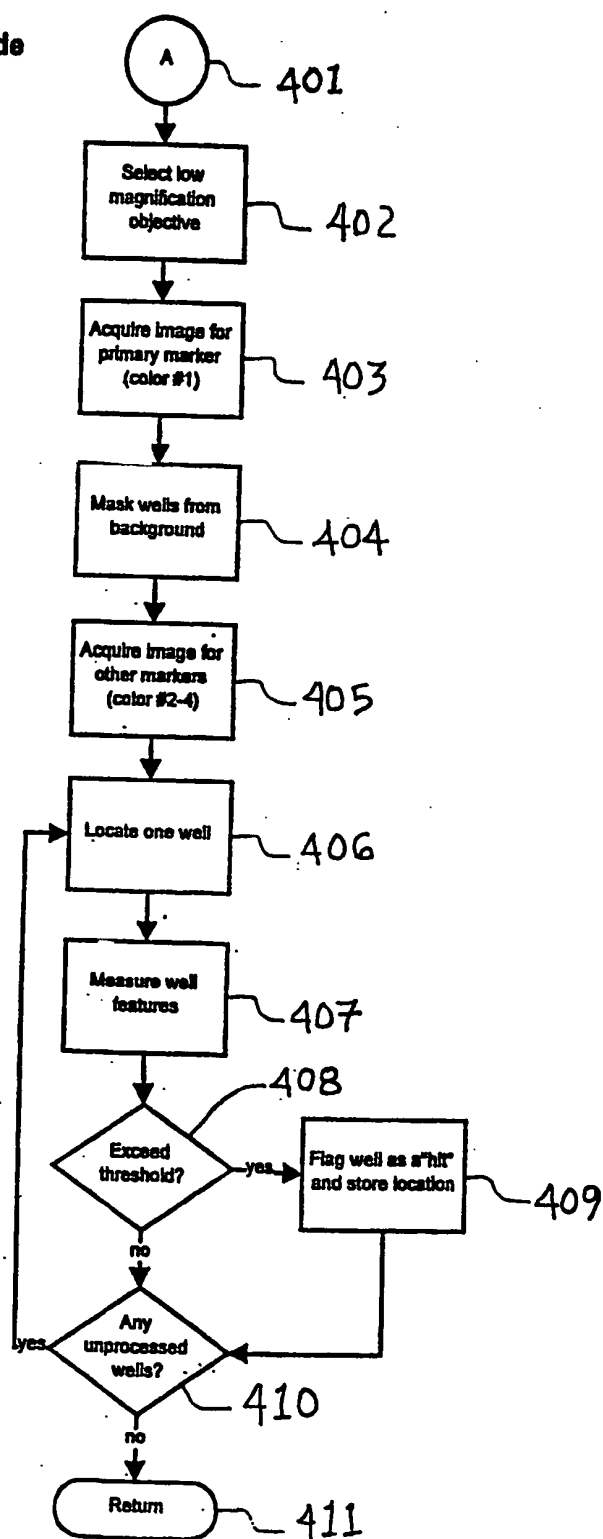 de
A
401
Select low
magnification
objective
402
Acquire image for
primary marker
(color #1)
403
Mask wells from
background
404
Acquire image for
other markers
(color #2-4)
405
Locate one well
406
Measure well
features
407
408
Exceed
threshold?
yes
Flag well as a "hit"
and store location
409
no
Any
unprocessed
wells?
yes
410
no
Return
411